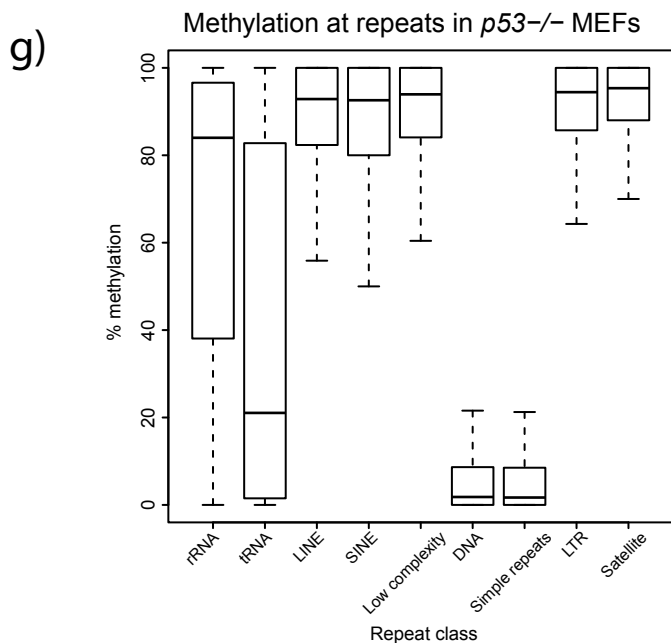 g)
Methylation at repeats in p53−/− MEFs
% methylation
100
80
60
40
20
0
rRNA
tRNA
LINE
SINE
Low complexity
DNA
Simple repeats
LTR
Satellite
Repeat class